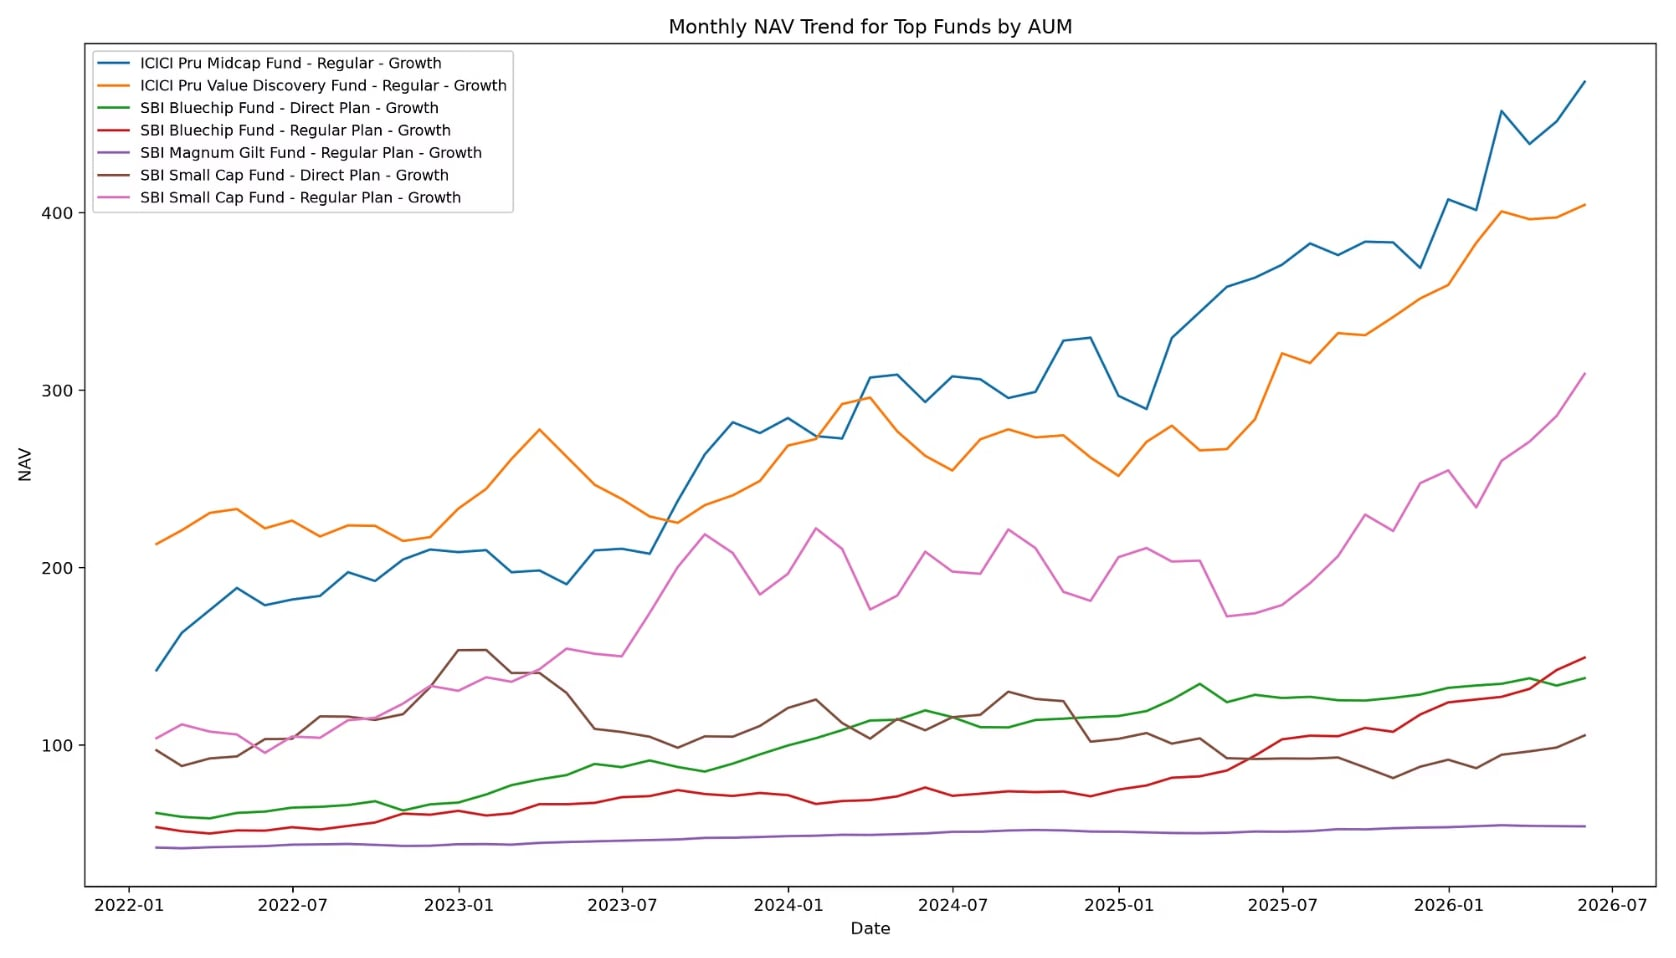 Monthly NAV Trend for Top Funds by AUM
ICICI Pru Midcap Fund - Regular - Growth
ICICI Pru Value Discovery Fund - Regular - Growth
SBI Bluechip Fund - Direct Plan - Growth
SBI Bluechip Fund - Regular Plan - Growth
SBI Magnum Gilt Fund - Regular Plan - Growth
SBI Small Cap Fund - Direct Plan - Growth
SBI Small Cap Fund - Regular Plan - Growth
400
300
200
100
NAV
2022-01 2022-07 2023-01 2023-07 2024-01 2024-07 2025-01 2025-07 2026-01 2026-07
Date